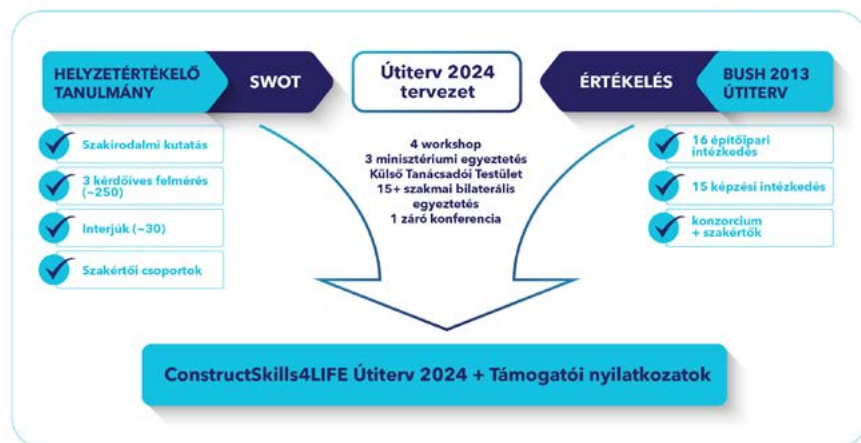 HELYZETÉRTÉKELŐ
TANULMÁNY
SWOT
Szakirodalmi kutatás
3 kérdőíves felmérés
(~250)
Interjúk (~30)
Szakértői csoportok
Útiterv 2024
tervezet
4 workshop
3 minisztériumi egyeztetés
Külső Tanácsadói Testület
15+ szakmai bilaterális
egyeztetés
1 záró konferencia
ÉRTÉKELÉS
BUSH 2013
ÚTITERV
16 építőipari
intézkedés
15 képzési intézkedés
konzorcium
+ szakértők
ConstructSkills4LIFE Útiterv 2024 + Támogatói nyilatkozatok